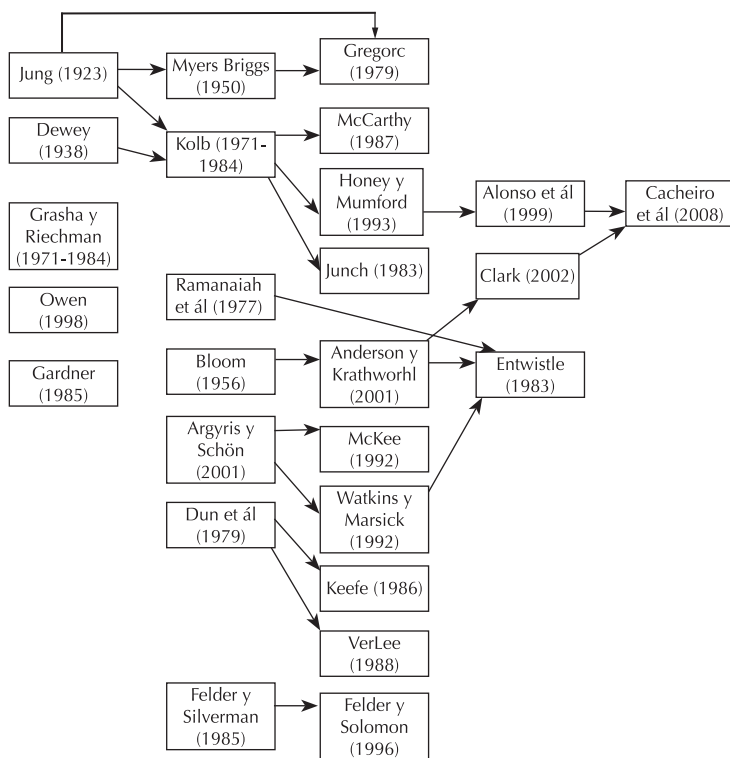 Jung (1923)
Myers Briggs
(1950)
Gregorc
(1979)
Dewey
(1938)
Kolb (1971-
1984)
McCarthy
(1987)
Honey y
Mumford
(1993)
Alonso et ál
(1999)
Cacheiro
et ál (2008)
Grasha y
Riechman
(1971-1984)
Junch (1983)
Clark (2002)
Ramanaiah
et ál (1977)
Owen
(1998)
Bloom
(1956)
Anderson y
Krathworhl
(2001)
Entwistle
(1983)
Gardner
(1985)
Argyris y
Schön
(2001)
McKee
(1992)
Watkins y
Marsick
(1992)
Dun et ál
(1979)
Keefe (1986)
VerLee
(1988)
Felder y
Silverman
(1985)
Felder y
Solomon
(1996)